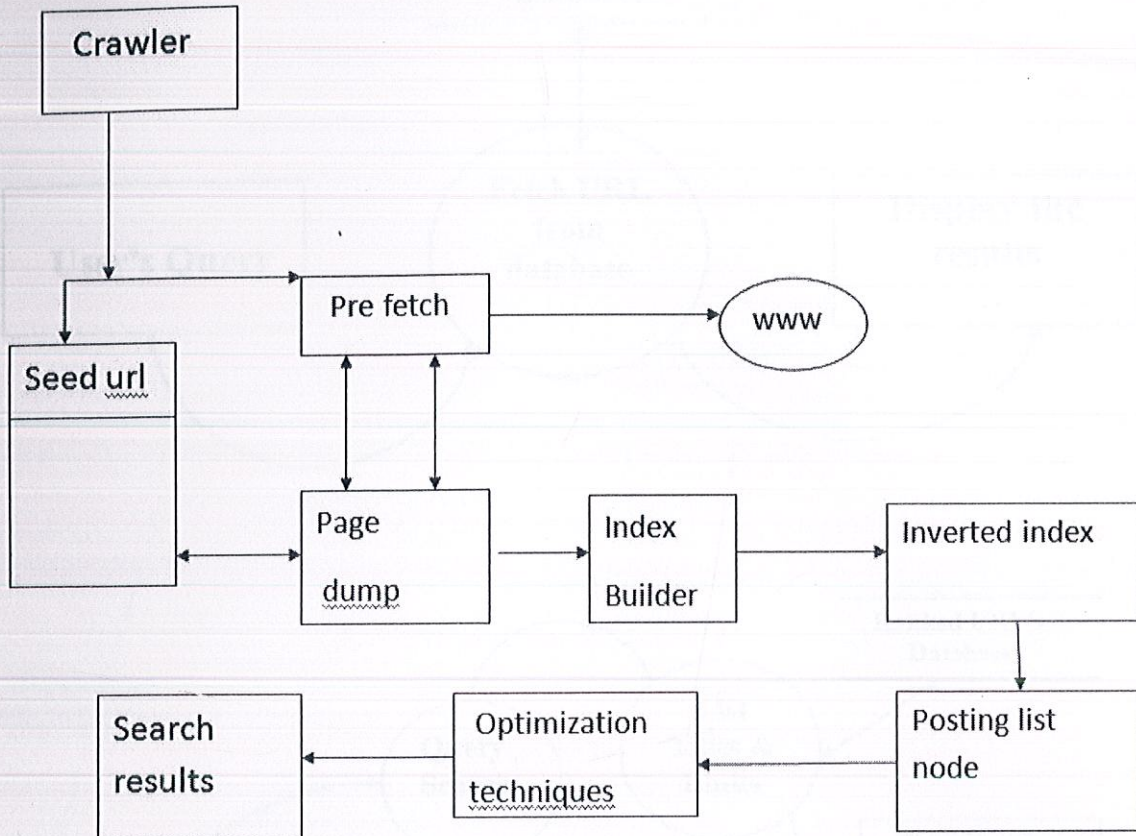 Crawler
Pre fetch
www
Seed url
Page
dump
Index
Builder
Inverted index
Search
results
Optimization
techniques
Posting list
node